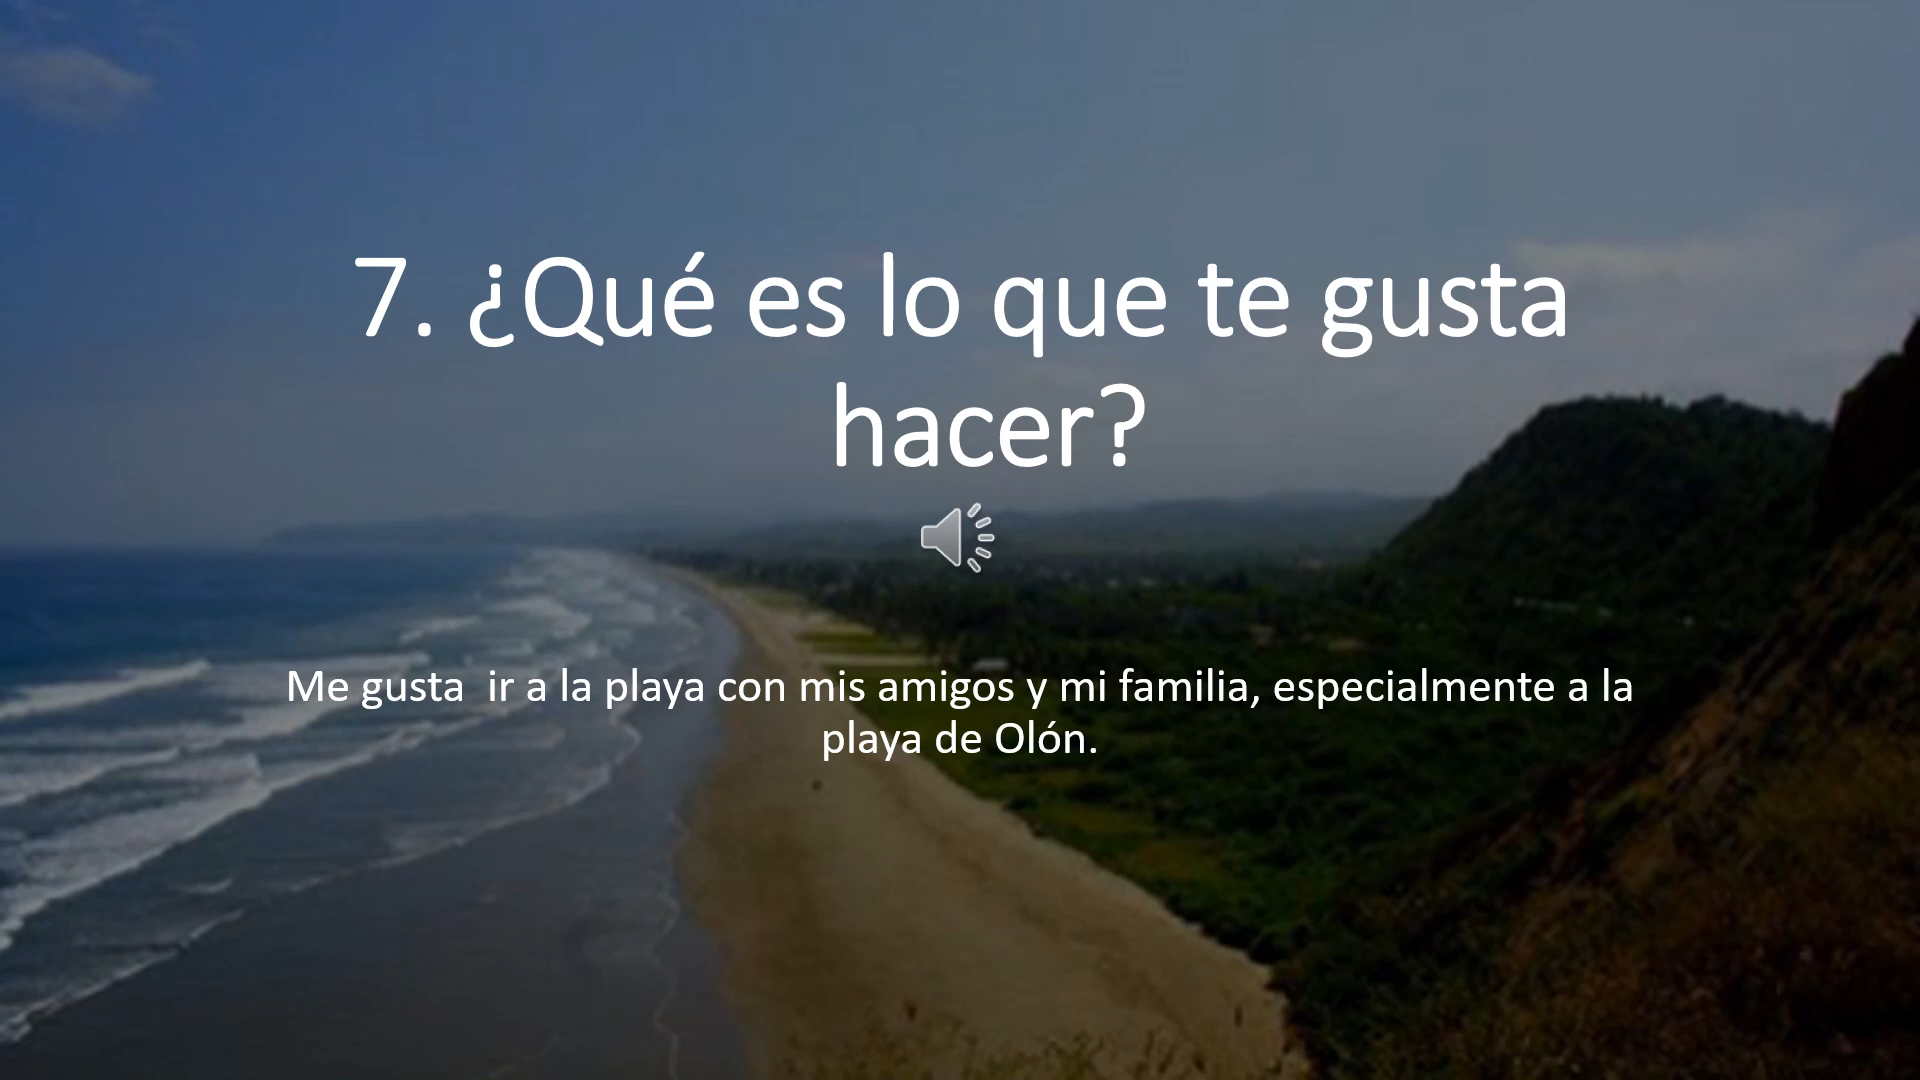 7. ¿Qué es lo que te gusta
hacer?
Me gusta  ir a la playa con mis amigos y mi familia, especialmente a la
playa de Olón.